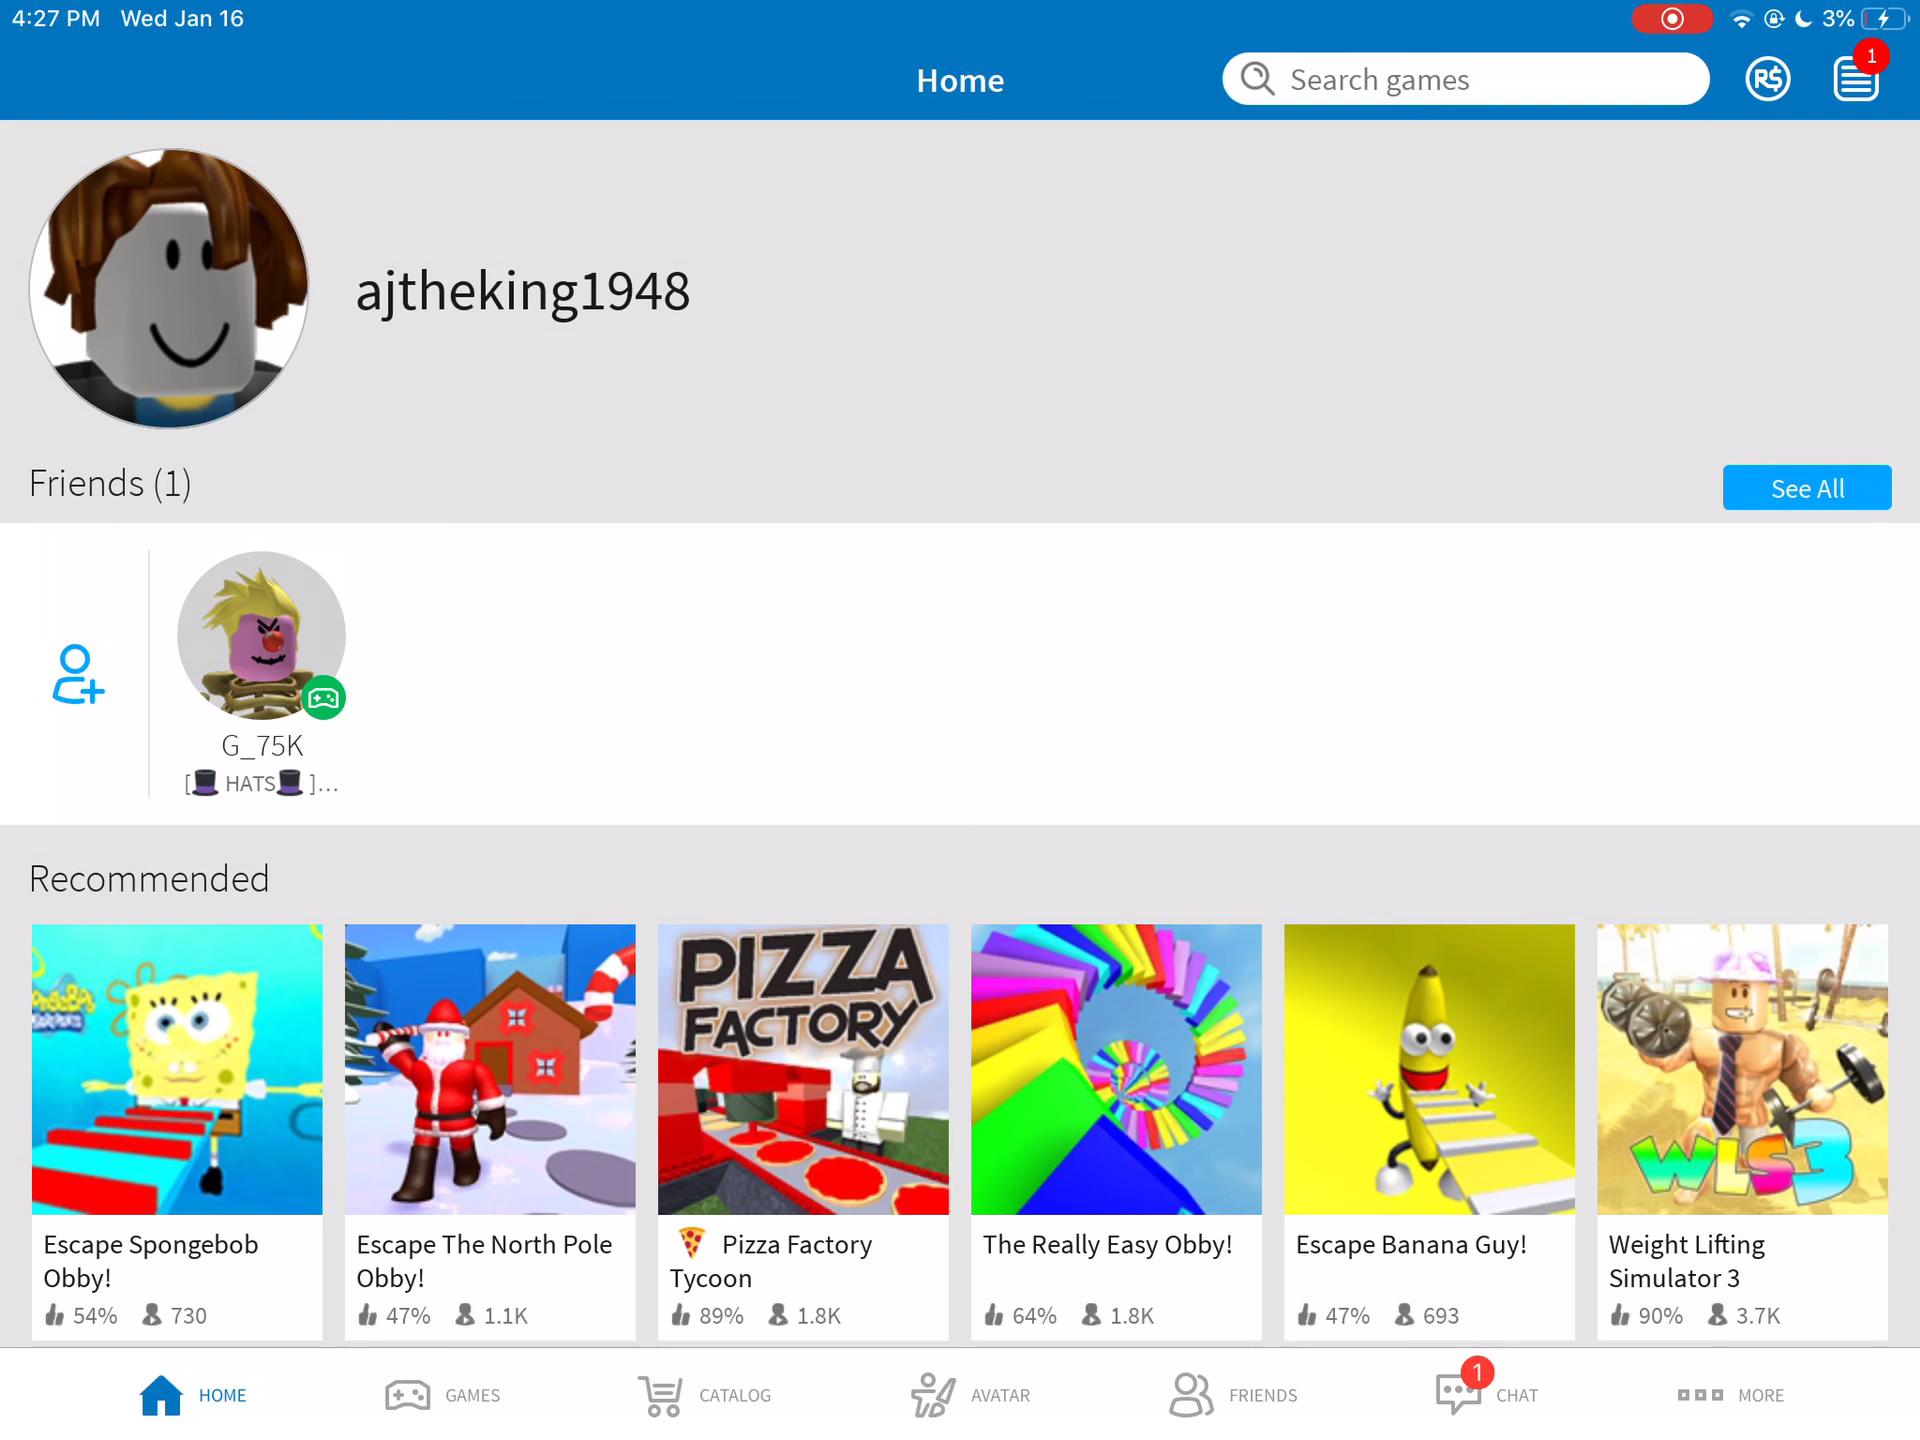 4:27 PM Wed Jan 16 3%
Home Search games R$ 1
ajtheking1948
Friends (1) See All
G_75K
[🎩 HATS🎩 ]...
Recommended
PIZZA
FACTORY
WLS3
Escape Spongebob
Obby!
54% 730
Escape The North Pole
Obby!
47% 1.1K
🍕 Pizza Factory
Tycoon
89% 1.8K
The Really Easy Obby!
64% 1.8K
Escape Banana Guy!
47% 693
Weight Lifting
Simulator 3
90% 3.7K
HOME GAMES CATALOG AVATAR FRIENDS 1 CHAT MORE